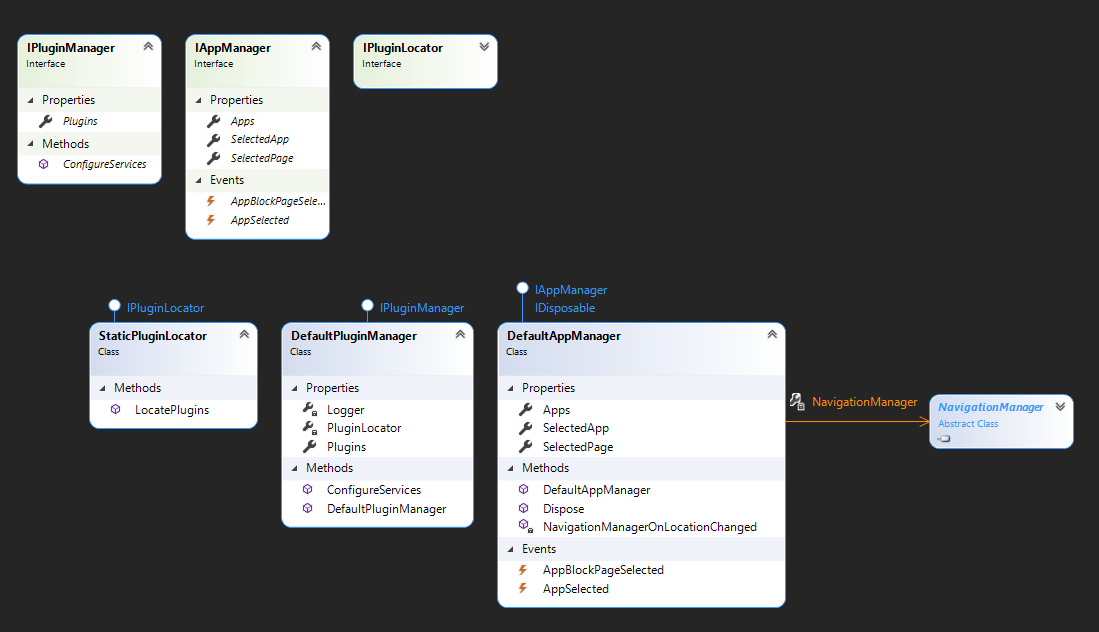 IPluginManager
Interface
Properties
Plugins
Methods
ConfigureServices
IAppManager
Interface
Properties
Apps
SelectedApp
SelectedPage
Events
AppBlockPageSele...
AppSelected
IPluginLocator
Interface
IPluginLocator
StaticPluginLocator
Class
Methods
LocatePlugins
IPluginManager
DefaultPluginManager
Class
Properties
Logger
PluginLocator
Plugins
Methods
ConfigureServices
DefaultPluginManager
IAppManager
IDisposable
DefaultAppManager
Class
Properties
Apps
SelectedApp
SelectedPage
Methods
DefaultAppManager
Dispose
NavigationManagerOnLocationChanged
Events
AppBlockPageSelected
AppSelected
NavigationManager
NavigationManager
Abstract Class